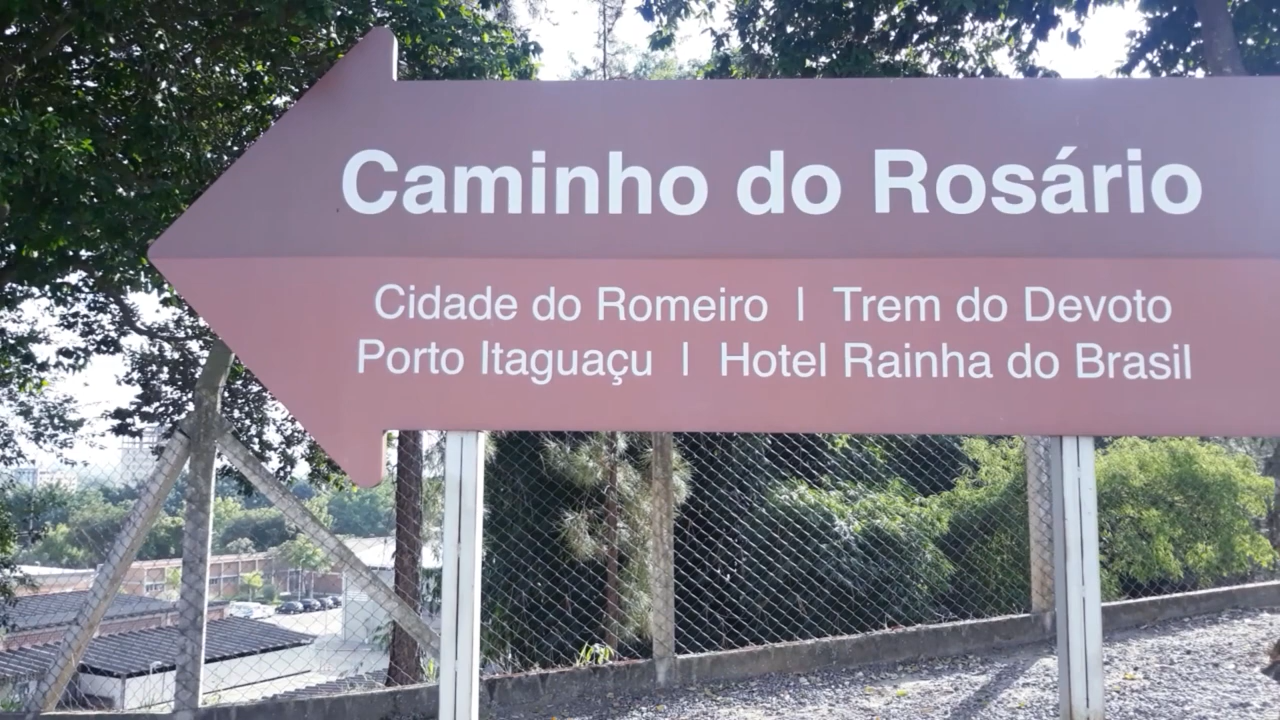 Caminho do Rosário
Cidade do Romeiro | Trem do Devoto
Porto Itaguaçu | Hotel Rainha do Brasil